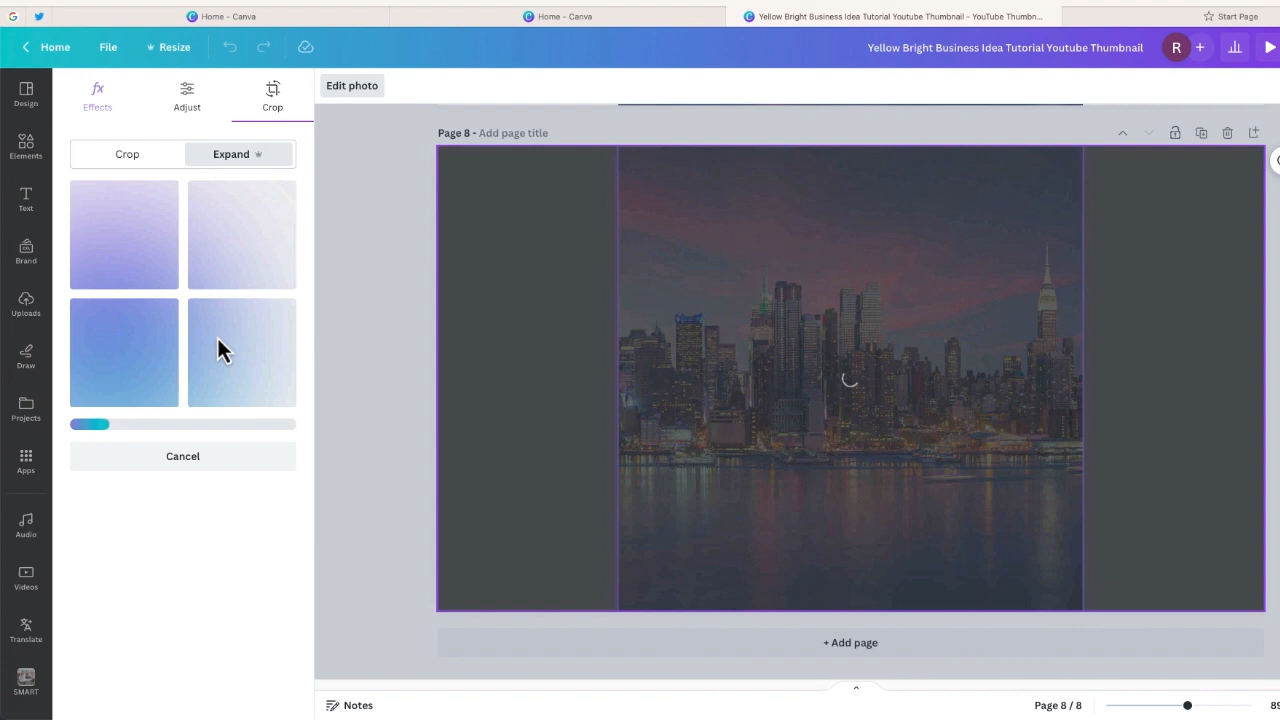 Home - Canva
Home - Canva
Yellow Bright Business Idea Tutorial Youtube Thumbnail - YouTube Thumbn...
Start Page
Home
File
Resize
Yellow Bright Business Idea Tutorial Youtube Thumbnail
R
Design
Elements
Text
Brand
Uploads
Draw
Projects
Apps
Audio
Videos
Translate
SMART
fx
Effects
Adjust
Crop
Crop
Expand
Cancel
Edit photo
Page 8 - Add page title
+ Add page
Notes
Page 8 / 8